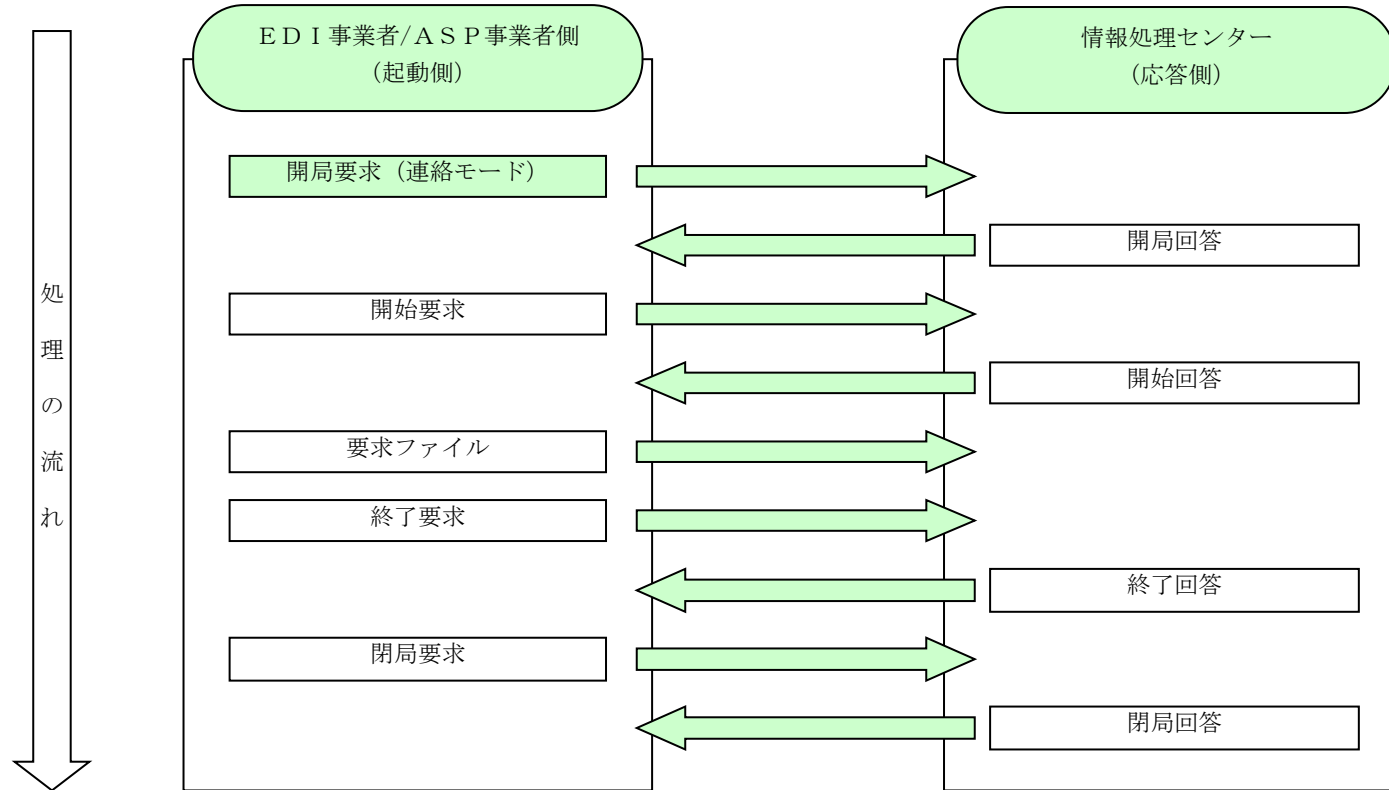 ＥＤＩ事業者/ＡＳＰ事業者側
（起動側）
情報処理センター
（応答側）
開局要求（連絡モード）
開局回答
開始要求
開始回答
要求ファイル
終了要求
終了回答
閉局要求
閉局回答
処理の流れ